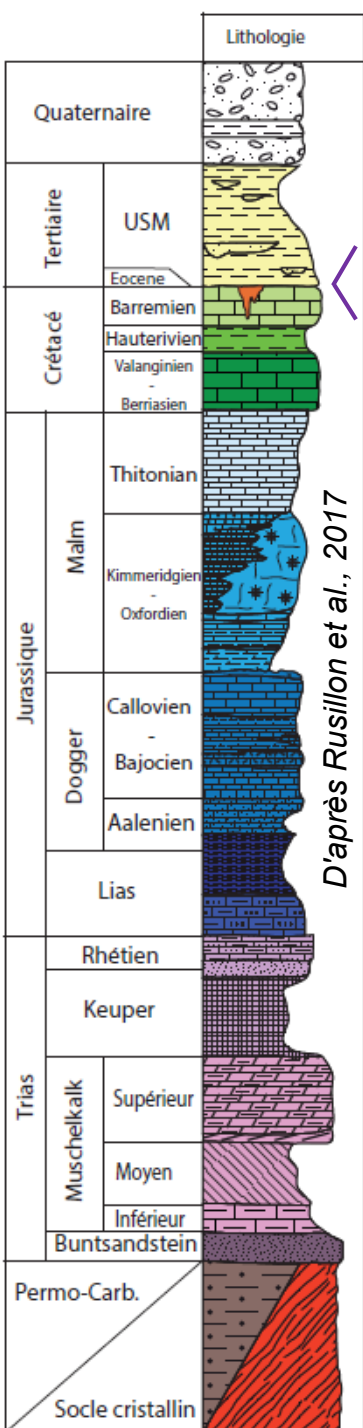 Lithologie
Quaternaire
Tertiaire
USM
Eocene
Crétacé
Barremien
Hauterivien
Valanginien
-
Berriasien
Jurassique
Malm
Thitonian
Kimmeridgien
-
Oxfordien
Dogger
Callovien
-
Bajocien
Aalenien
Lias
Trias
Rhétien
Keuper
Muschelkalk
Supérieur
Moyen
Inférieur
Buntsandstein
Permo-Carb.
Socle cristallin
D'après Rusillon et al., 2017